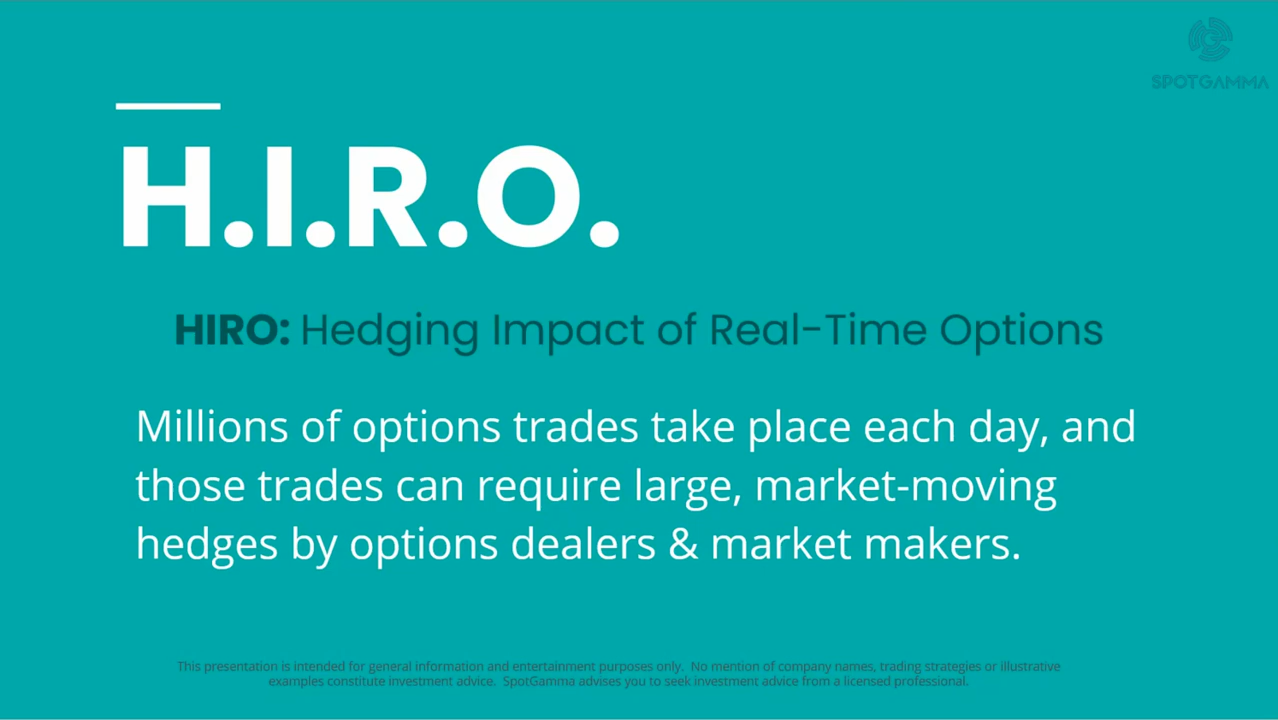 SPOTGAMMA
H.I.R.O.
HIRO: Hedging Impact of Real-Time Options
Millions of options trades take place each day, and
those trades can require large, market-moving
hedges by options dealers & market makers.
This presentation is intended for general information and entertainment purposes only.  No mention of company names, trading strategies or illustrative
examples constitute investment advice.  SpotGamma advises you to seek investment advice from a licensed professional.